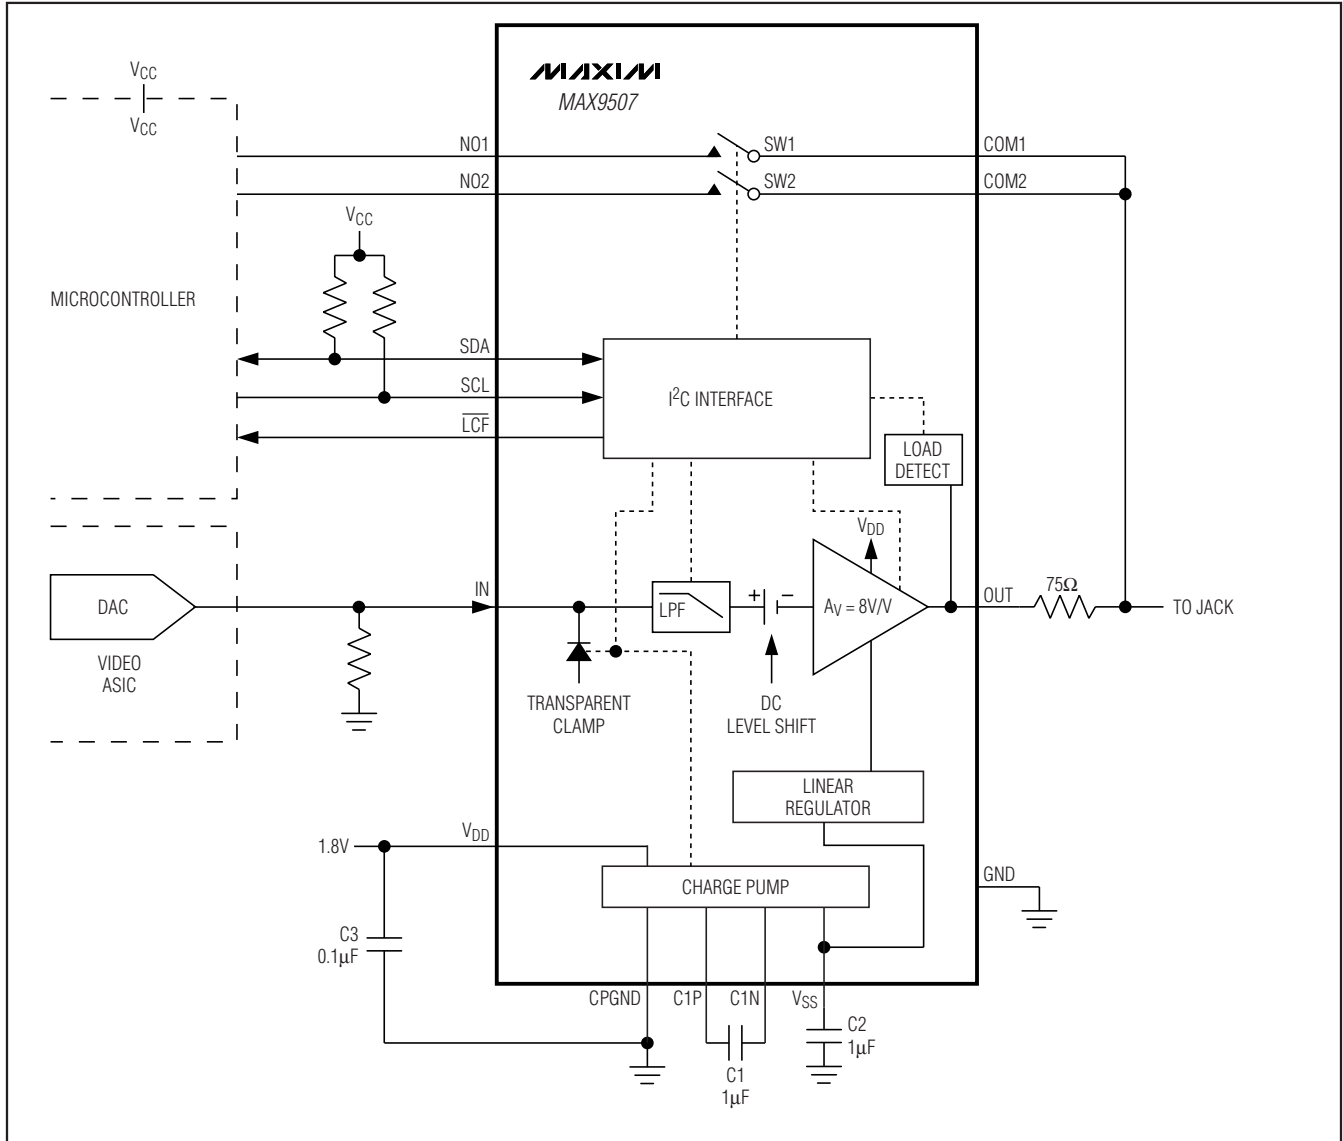 MAXIM
MAX9507
VCC
VCC
NO1
SW1
COM1
NO2
SW2
COM2
VCC
MICROCONTROLLER
SDA
SCL
I2C INTERFACE
LCF
LOAD
DETECT
VDD
IN
OUT
75Ω
DAC
LPF
+
−
AV = 8V/V
TO JACK
VIDEO
ASIC
TRANSPARENT
CLAMP
DC
LEVEL SHIFT
LINEAR
REGULATOR
1.8V
VDD
CHARGE PUMP
GND
C3
0.1µF
CPGND
C1P
C1N
VSS
C2
1µF
C1
1µF